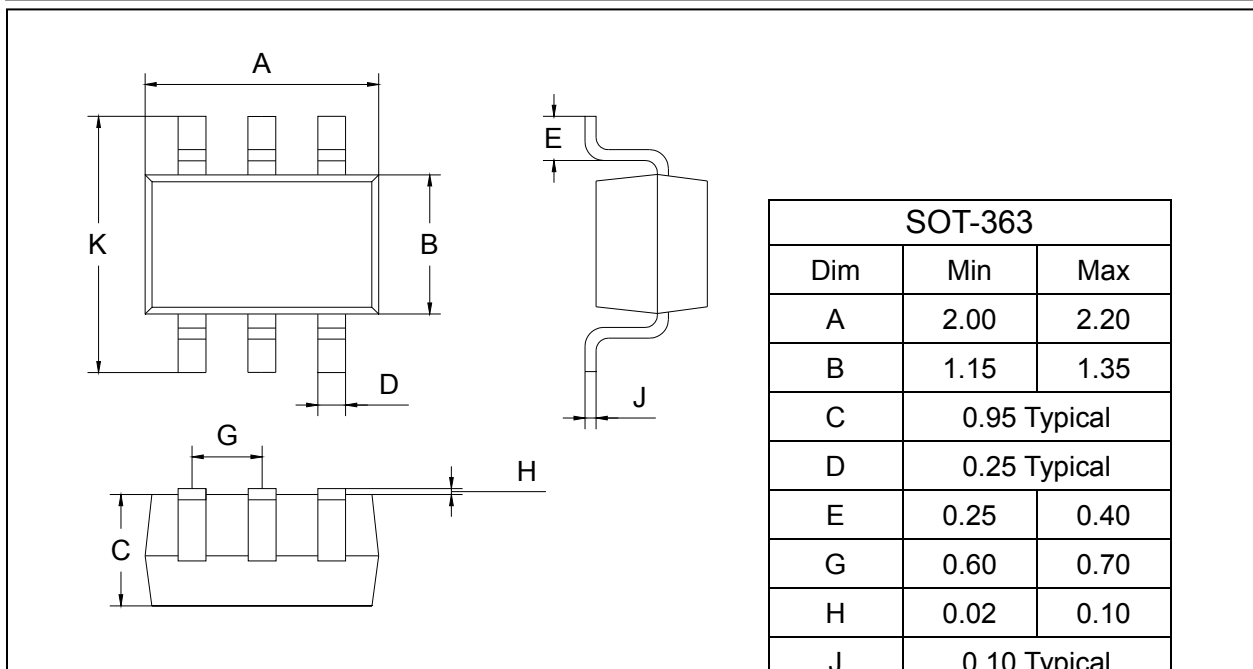 A
E
K
B
D
J
G
H
C
SOT-363
Dim Min Max
A 2.00 2.20
B 1.15 1.35
C 0.95 Typical
D 0.25 Typical
E 0.25 0.40
G 0.60 0.70
H 0.02 0.10
J 0.10 Typical